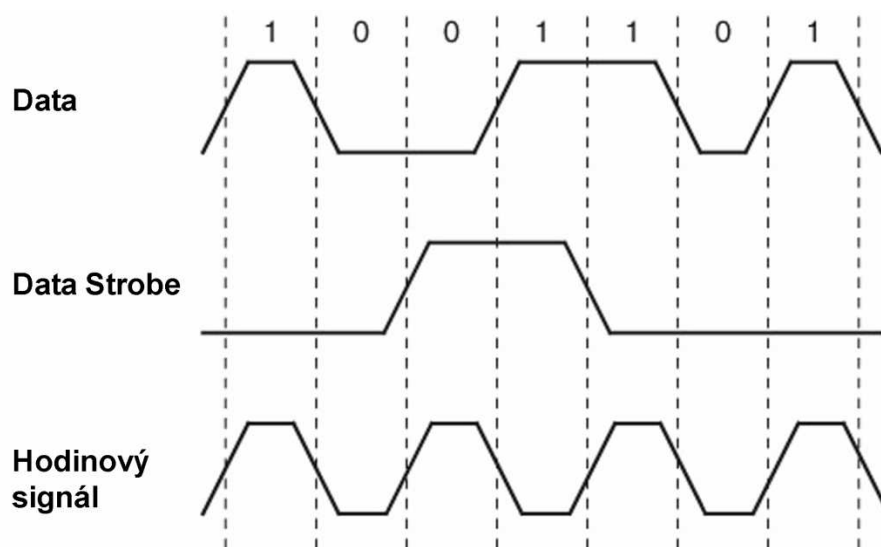 1 0 0 1 1 0 1
Data
Data Strobe
Hodinový
signál